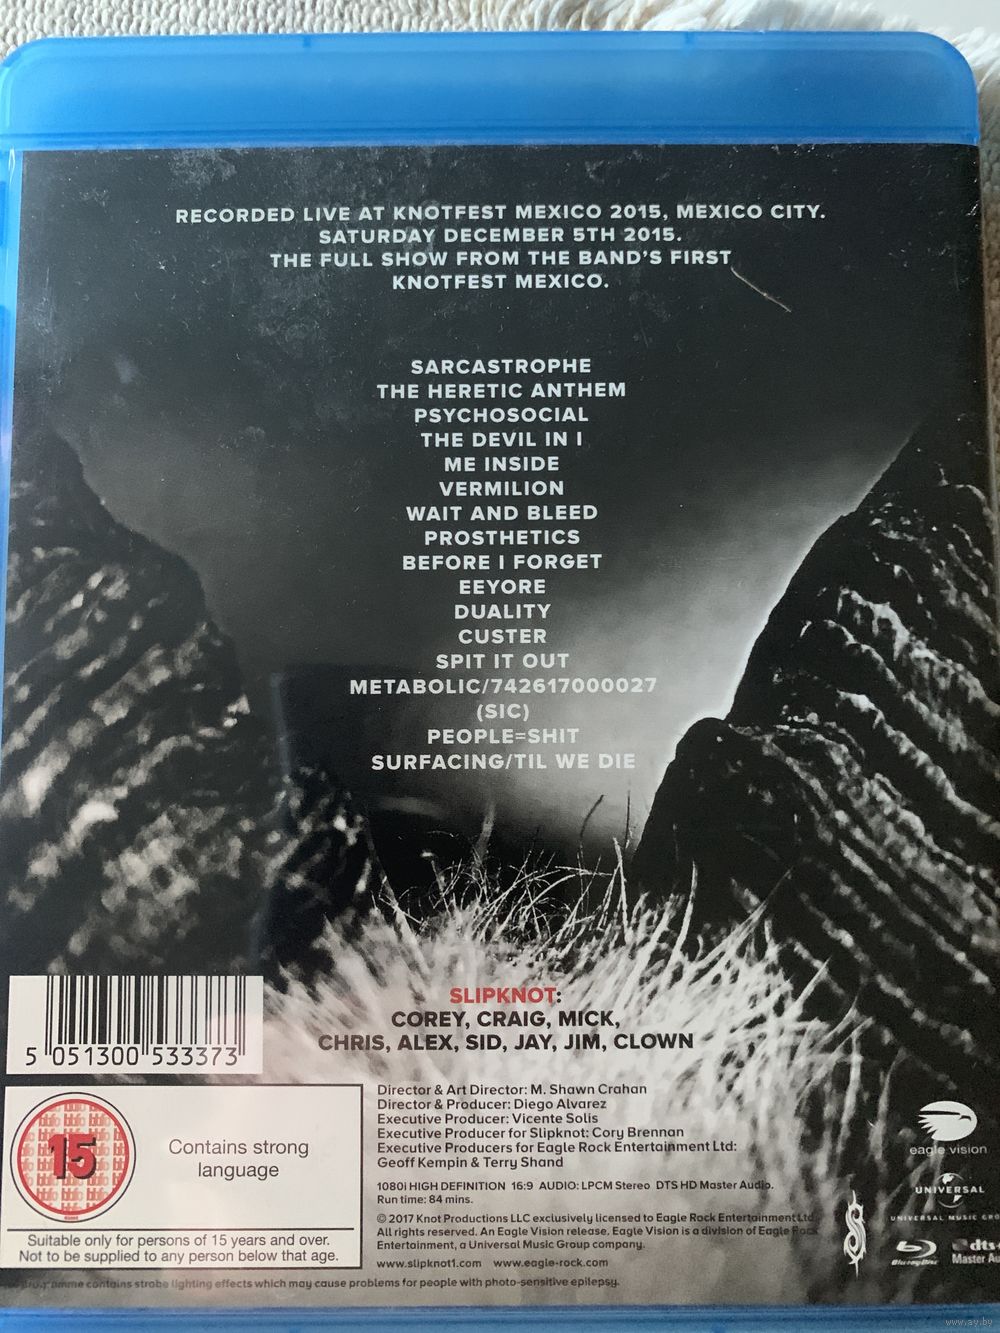 RECORDED LIVE AT KNOTFEST MEXICO 2015, MEXICO CITY.
SATURDAY DECEMBER 5TH 2015.
THE FULL SHOW FROM THE BAND'S FIRST
KNOTFEST MEXICO.
SARCASTROPHE
THE HERETIC ANTHEM
PSYCHOSOCIAL
THE DEVIL IN I
ME INSIDE
VERMILION
WAIT AND BLEED
PROSTHETICS
BEFORE I FORGET
EEYORE
DUALITY
CUSTER
SPIT IT OUT
METABOLIC/742617000027
(SIC)
PEOPLE=SHIT
SURFACING/TIL WE DIE
SLIPKNOT:
COREY, CRAIG, MICK,
CHRIS, ALEX, SID, JAY, JIM, CLOWN
5 051300 533373
15
Contains strong
language
Suitable only for persons of 15 years and over.
Not to be supplied to any person below that age.
Director & Art Director: M. Shawn Crahan
Director & Producer: Diego Alvarez
Executive Producer: Vicente Solis
Executive Producer for Slipknot: Cory Brennan
Executive Producers for Eagle Rock Entertainment Ltd:
Geoff Kempin & Terry Shand
1080i HIGH DEFINITION 16:9 AUDIO: LPCM Stereo DTS HD Master Audio.
Run time: 84 mins.
© 2017 Knot Productions LLC exclusively licensed to Eagle Rock Entertainment Ltd.
All rights reserved. An Eagle Vision release. Eagle Vision is a division of Eagle Rock
Entertainment, a Universal Music Group company.
www.slipknot1.com www.eagle-rock.com
contains strobe lighting effects which may cause problems for people with photo-sensitive epilepsy.
eagle vision
UNIVERSAL
UNIVERSAL MUSIC GRO
Blu-ray Disc
dts
Master Au
www.ay.by